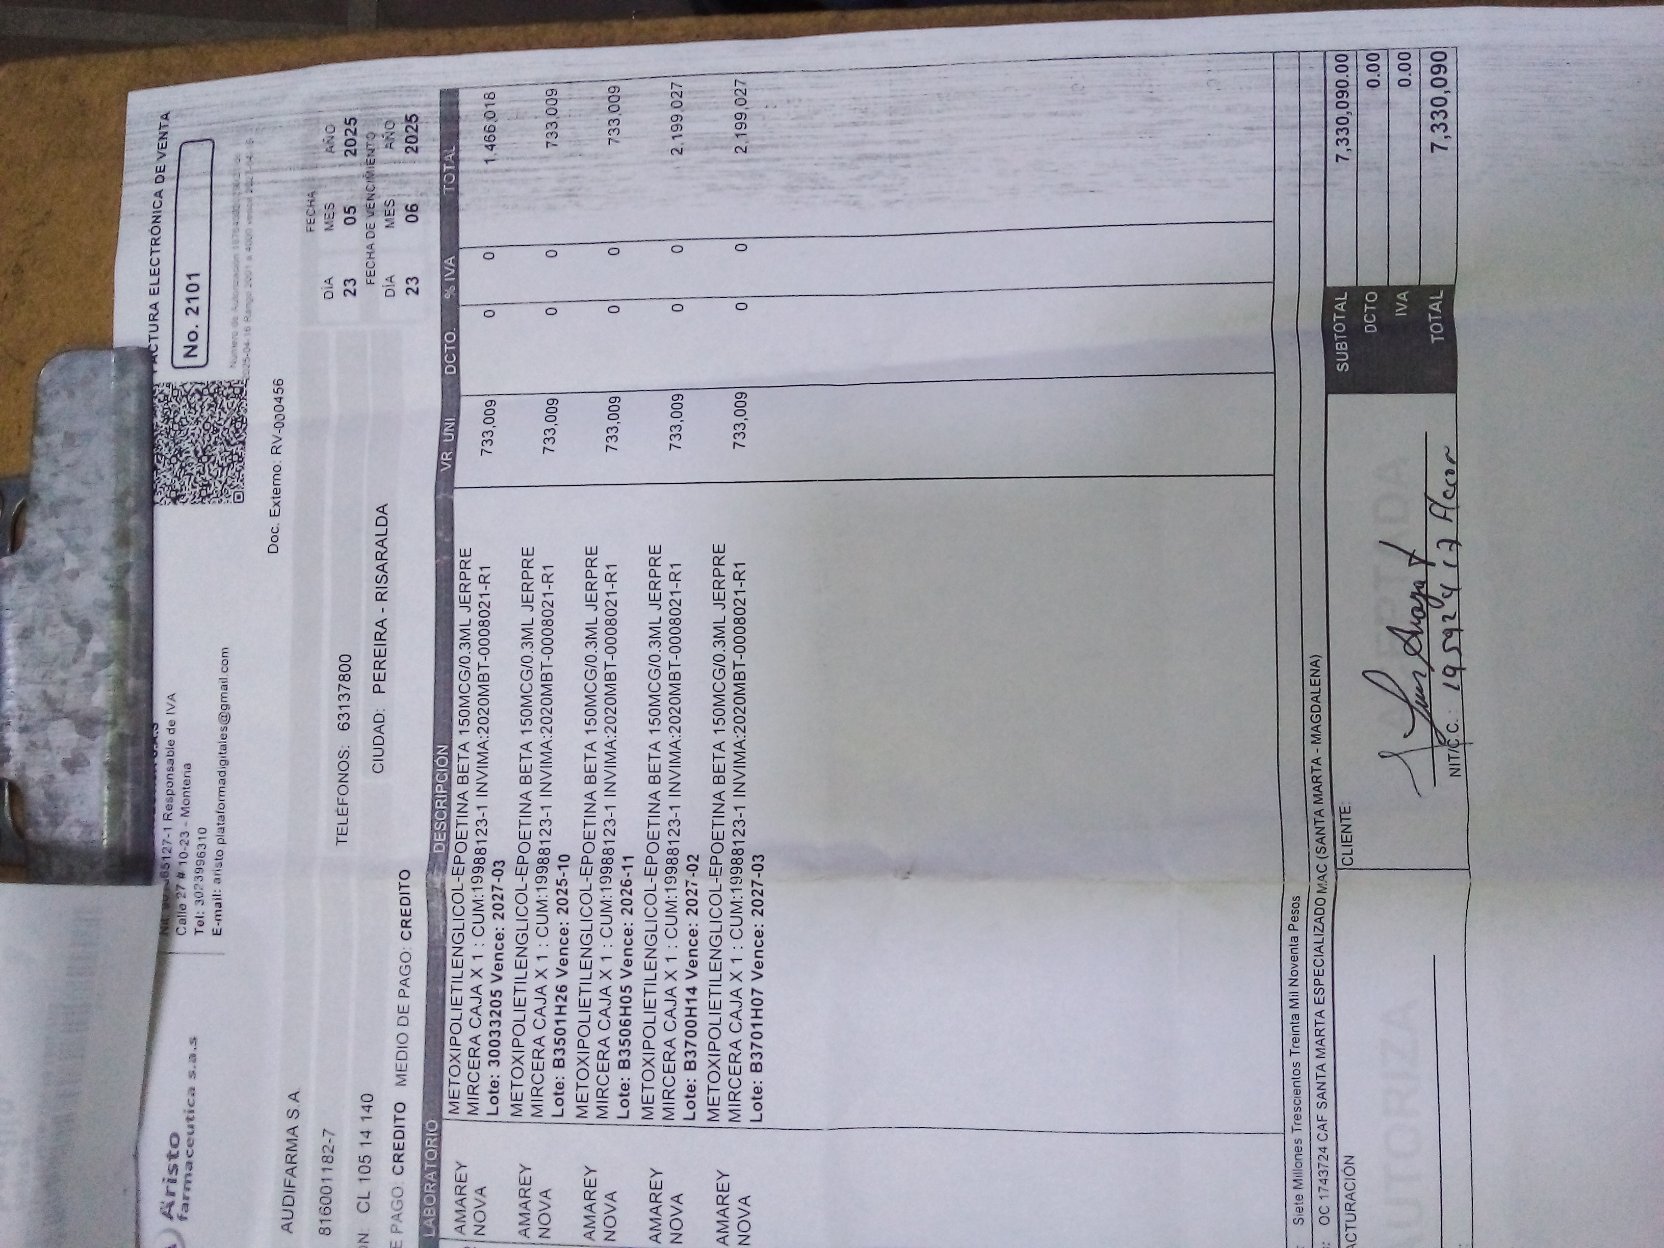 Aristo
farmaceutica s.a.s
65127-1 Responsable de IVA
Calle 27 # 10-23 - Montería
Tel: 3023996310
E-mail: aristo plataformadigitales@gmail.com
FACTURA ELECTRÓNICA DE VENTA
No. 2101
Doc. Externo: RV-000456
AUDIFARMA S.A
816001182-7
TELÉFONOS: 63137800
CL 105 14 140
CIUDAD: PEREIRA - RISARALDA
E PAGO: CREDITO MEDIO DE PAGO: CREDITO
FECHA
DÍA MES AÑO
23 05 2025
FECHA DE VENCIMIENTO
DÍA MES AÑO
23 06 2025
LABORATORIO DESCRIPCIÓN VR. UNI DCTO. % IVA TOTAL
AMAREY METOXIPOLIETILENGLICOL-EPOETINA BETA 150MCG/0.3ML JERPRE 733,009 0 0 1,466,018
NOVA MIRCERA CAJA X 1 : CUM:19988123-1 INVIMA:2020MBT-0008021-R1
Lote: 30033205 Vence: 2027-03
AMAREY METOXIPOLIETILENGLICOL-EPOETINA BETA 150MCG/0.3ML JERPRE 733,009 0 0 733,009
NOVA MIRCERA CAJA X 1 : CUM:19988123-1 INVIMA:2020MBT-0008021-R1
Lote: B3501H26 Vence: 2025-10
AMAREY METOXIPOLIETILENGLICOL-EPOETINA BETA 150MCG/0.3ML JERPRE 733,009 0 0 733,009
NOVA MIRCERA CAJA X 1 : CUM:19988123-1 INVIMA:2020MBT-0008021-R1
Lote: B3506H05 Vence: 2026-11
AMAREY METOXIPOLIETILENGLICOL-EPOETINA BETA 150MCG/0.3ML JERPRE 733,009 0 0 2,199,027
NOVA MIRCERA CAJA X 1 : CUM:19988123-1 INVIMA:2020MBT-0008021-R1
Lote: B3700H14 Vence: 2027-02
AMAREY METOXIPOLIETILENGLICOL-EPOETINA BETA 150MCG/0.3ML JERPRE 733,009 0 0 2,199,027
NOVA MIRCERA CAJA X 1 : CUM:19988123-1 INVIMA:2020MBT-0008021-R1
Lote: B3701H07 Vence: 2027-03
Siete Millones Trescientos Treinta Mil Noventa Pesos
OC 1743724 CAF SANTA MARTA ESPECIALIZADO MAC (SANTA MARTA - MAGDALENA)
ACTURACIÓN
CLIENTE:
SUBTOTAL 7,330,090.00
DCTO 0.00
IVA 0.00
TOTAL 7,330,090
AUTORIZA
NIT/C.C.